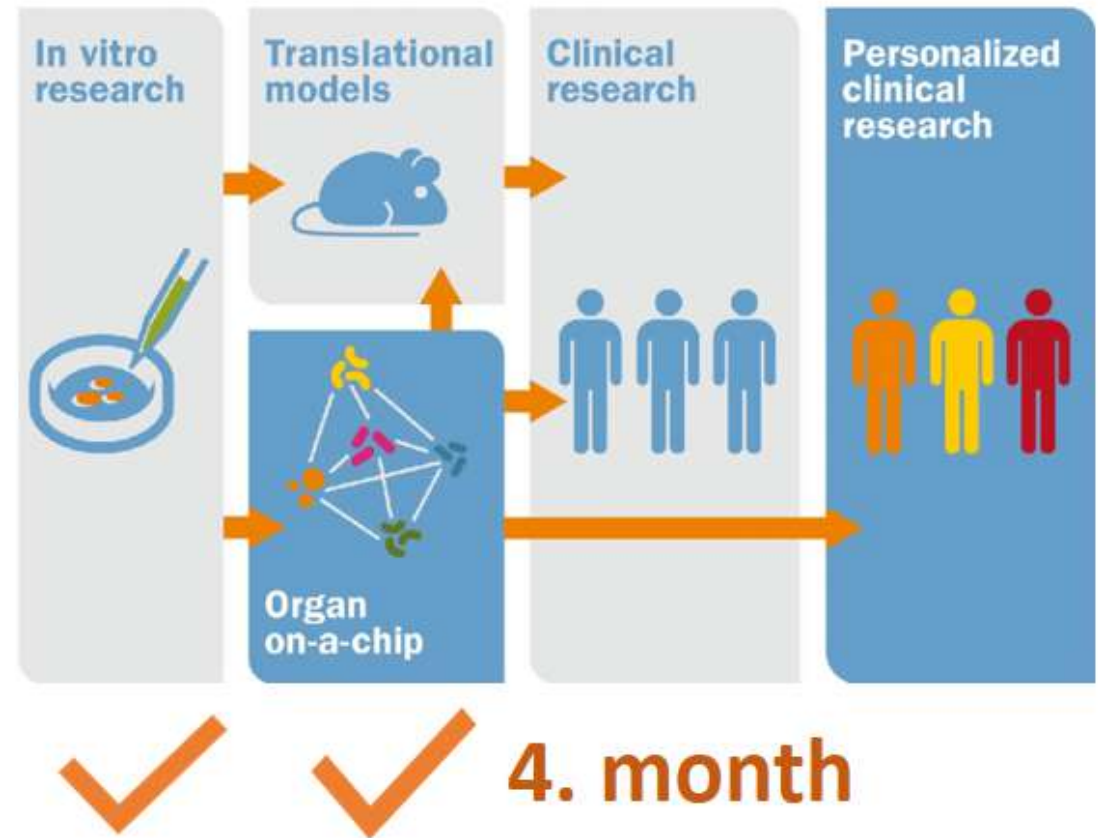 In vitro
research
Translational
models
Clinical
research
Personalized
clinical
research
Organ
on-a-chip
4. month